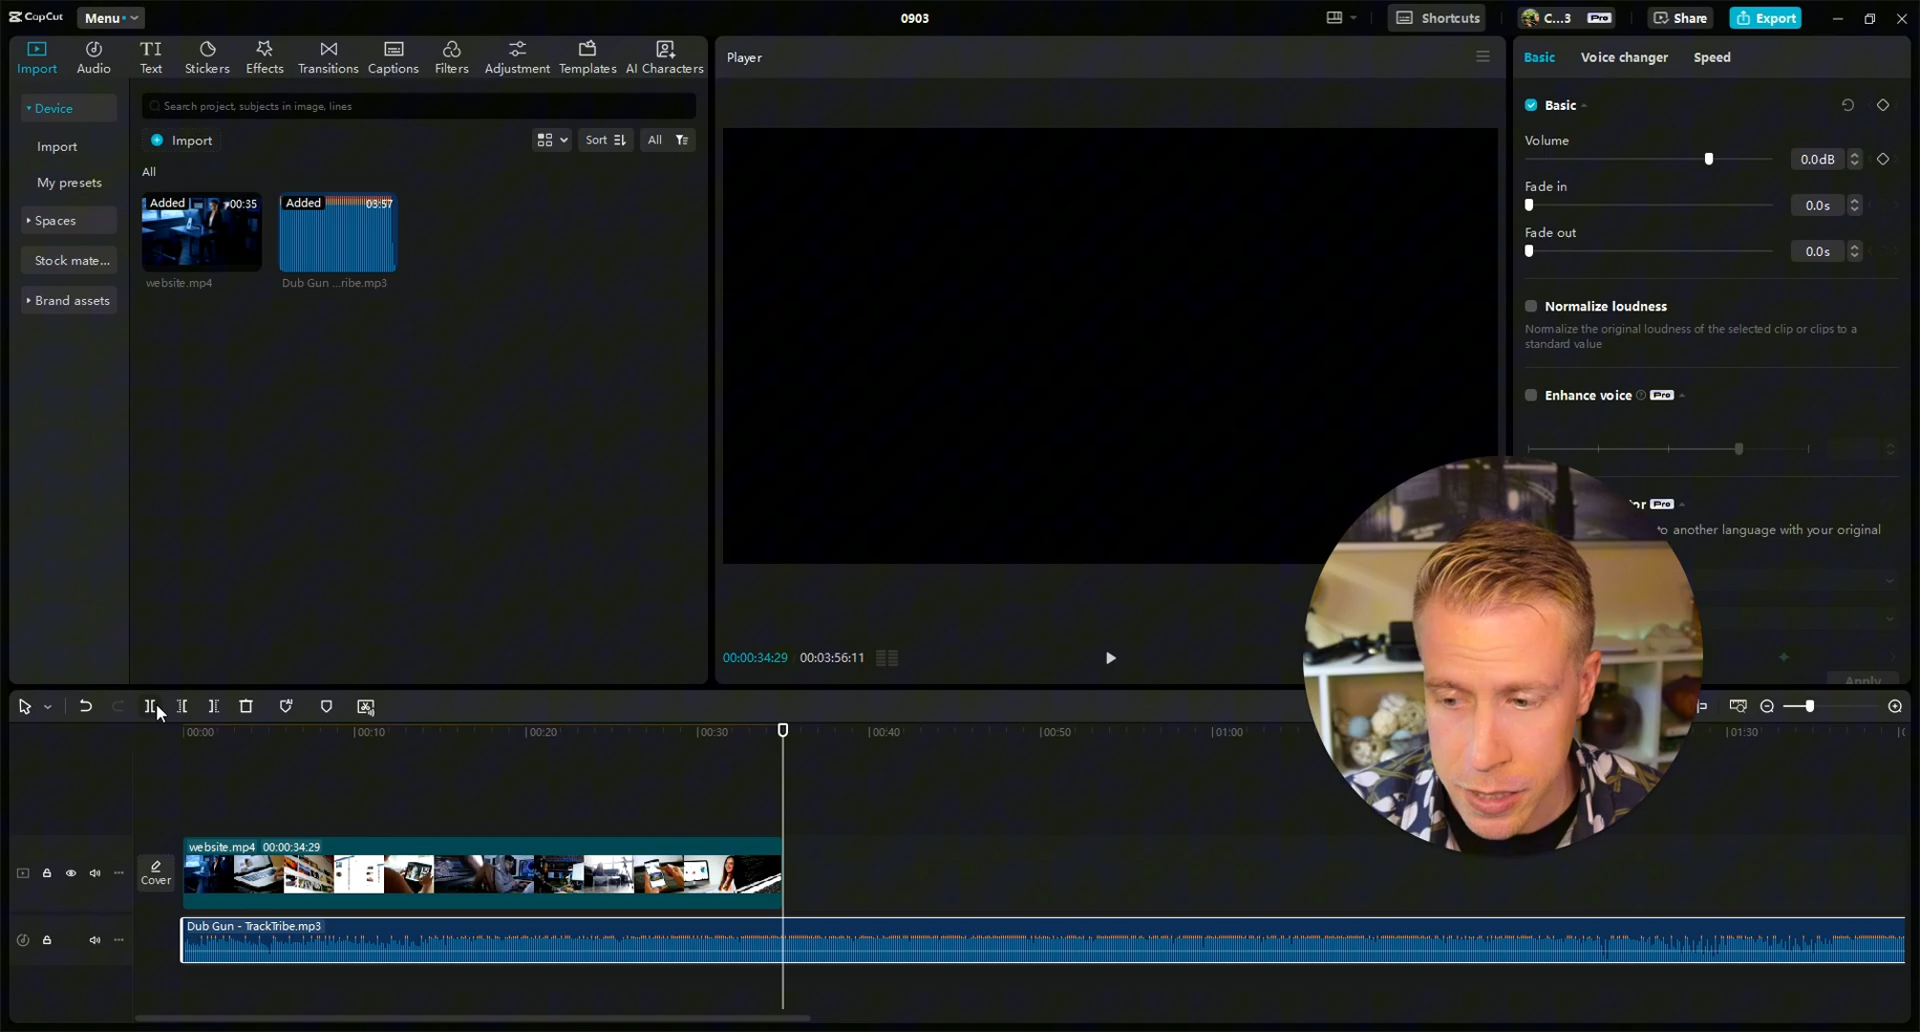 CapCut
Menu
0903
Shortcuts
C...3
Pro
Share
Export
Import
Audio
TI
Text
Stickers
Effects
Transitions
Captions
Filters
Adjustment
Templates
AI Characters
Device
Import
My presets
Spaces
Stock mate...
Brand assets
Search project, subjects in image, lines
Import
Sort
All
All
Added
00:35
website.mp4
Added
03:57
Dub Gun ...ribe.mp3
Player
00:00:34:29
00:03:56:11
Basic
Voice changer
Speed
Basic
Volume
0.0dB
Fade in
0.0s
Fade out
0.0s
Normalize loudness
Normalize the original loudness of the selected clip or clips to a
standard value
Enhance voice
Pro
or
Pro
to another language with your original
Apply
00:00
00:10
00:20
00:30
00:40
00:50
01:00
01:30
Cover
website.mp4 00:00:34:29
Dub Gun - TrackTribe.mp3